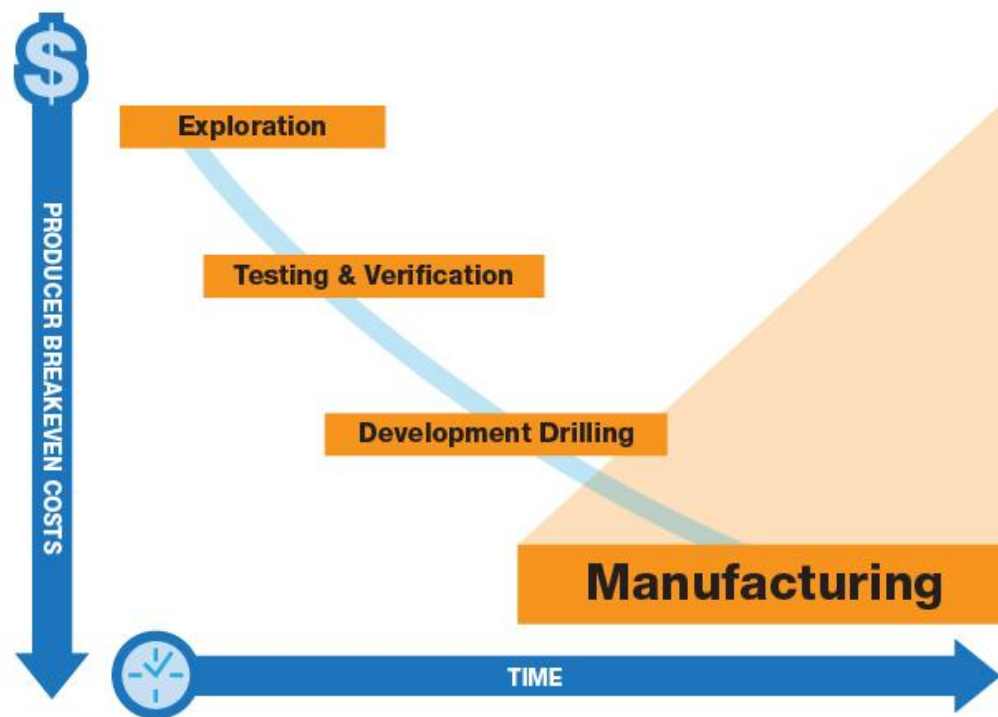 $
Exploration
PRODUCER BREAKEVEN COSTS
Testing & Verification
Development Drilling
Manufacturing
TIME